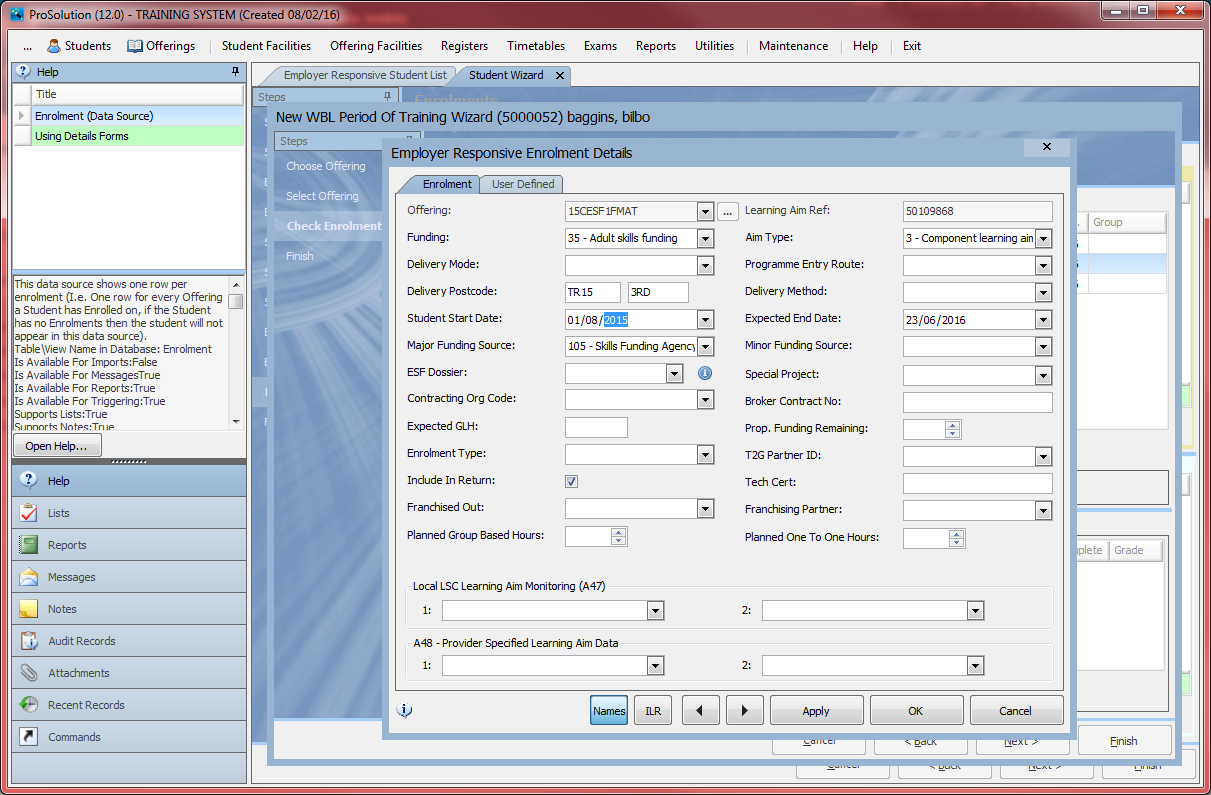 ProSolution (12.0) - TRAINING SYSTEM (Created 08/02/16)
... Students Offerings Student Facilities Offering Facilities Registers Timetables Exams Reports Utilities Maintenance Help Exit
Help
Title
Enrolment (Data Source)
Using Details Forms
This data source shows one row per
enrolment (I.e. One row for every Offering
a Student has Enrolled on, if the Student
has no Enrolments then the student will not
appear in this data source).
Table\View Name in Database: Enrolment
Is Available For Imports:False
Is Available For MessagesTrue
Is Available For Reports:True
Is Available For Triggering:True
Supports Lists:True
Supports Notes:True
Open Help...
Help
Lists
Reports
Messages
Notes
Audit Records
Attachments
Recent Records
Commands
Employer Responsive Student List Student Wizard
Steps
Enrolments
New WBL Period Of Training Wizard (5000052) baggins, bilbo
Steps
Choose Offering
Select Offering
Check Enrolment
Finish
Employer Responsive Enrolment Details
Enrolment User Defined
Offering: 15CESF1FMAT ... Learning Aim Ref: 50109868
Funding: 35 - Adult skills funding Aim Type: 3 - Component learning aim
Delivery Mode: Programme Entry Route:
Delivery Postcode: TR15 3RD Delivery Method:
Student Start Date: 01/08/2015 Expected End Date: 23/06/2016
Major Funding Source: 105 - Skills Funding Agency Minor Funding Source:
ESF Dossier: Special Project:
Contracting Org Code: Broker Contract No:
Expected GLH: Prop. Funding Remaining:
Enrolment Type: T2G Partner ID:
Include In Return: Tech Cert:
Franchised Out: Franchising Partner:
Planned Group Based Hours: Planned One To One Hours:
Local LSC Learning Aim Monitoring (A47)
1: 2:
A48 - Provider Specified Learning Aim Data
1: 2:
Names ILR Apply OK Cancel
Group
Grade
Cancel < Back Next > Finish
Cancel < Back Next > Finish